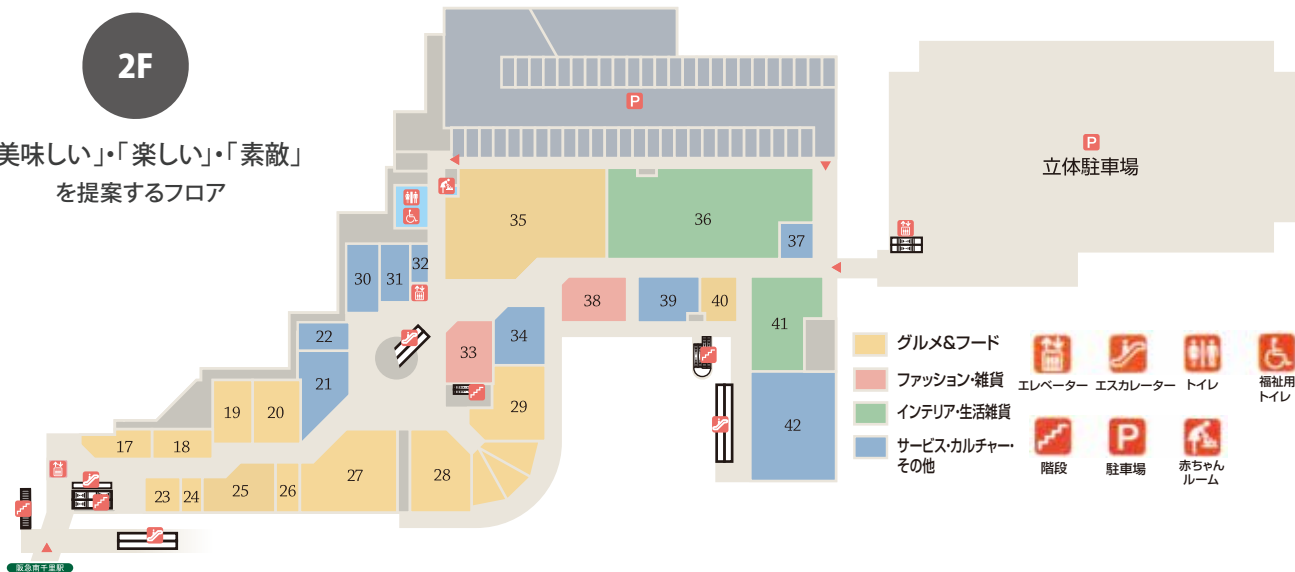 2F
美味しい」・「楽しい」・「素敵」
を提案するフロア
P
P
立体駐車場
35
36
37
30
31
32
38
39
40
41
22
21
33
34
42
19
20
29
17
18
27
28
23
24
25
26
阪急南千里駅
グルメ&フード
ファッション・雑貨
インテリア・生活雑貨
サービス・カルチャー・
その他
エレベーター
エスカレーター
トイレ
福祉用
トイレ
階段
P
駐車場
赤ちゃん
ルーム